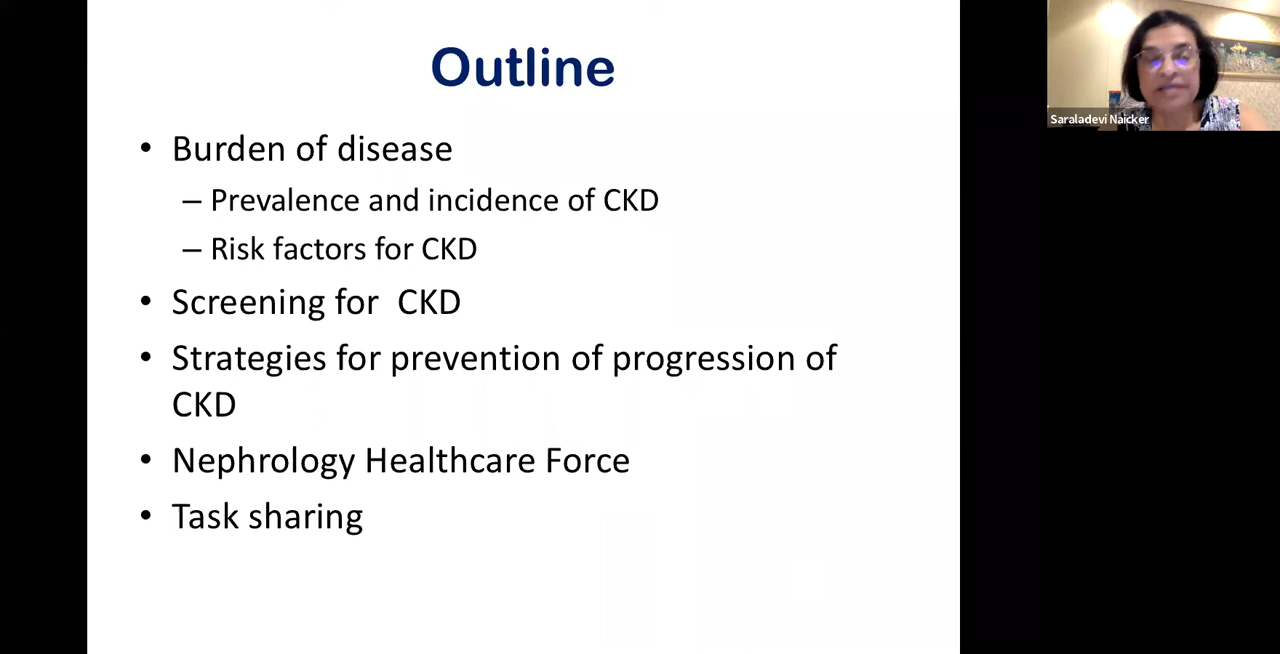 Outline
• Burden of disease
– Prevalence and incidence of CKD
– Risk factors for CKD
• Screening for  CKD
• Strategies for prevention of progression of
CKD
• Nephrology Healthcare Force
• Task sharing
Saraladevi Naicker